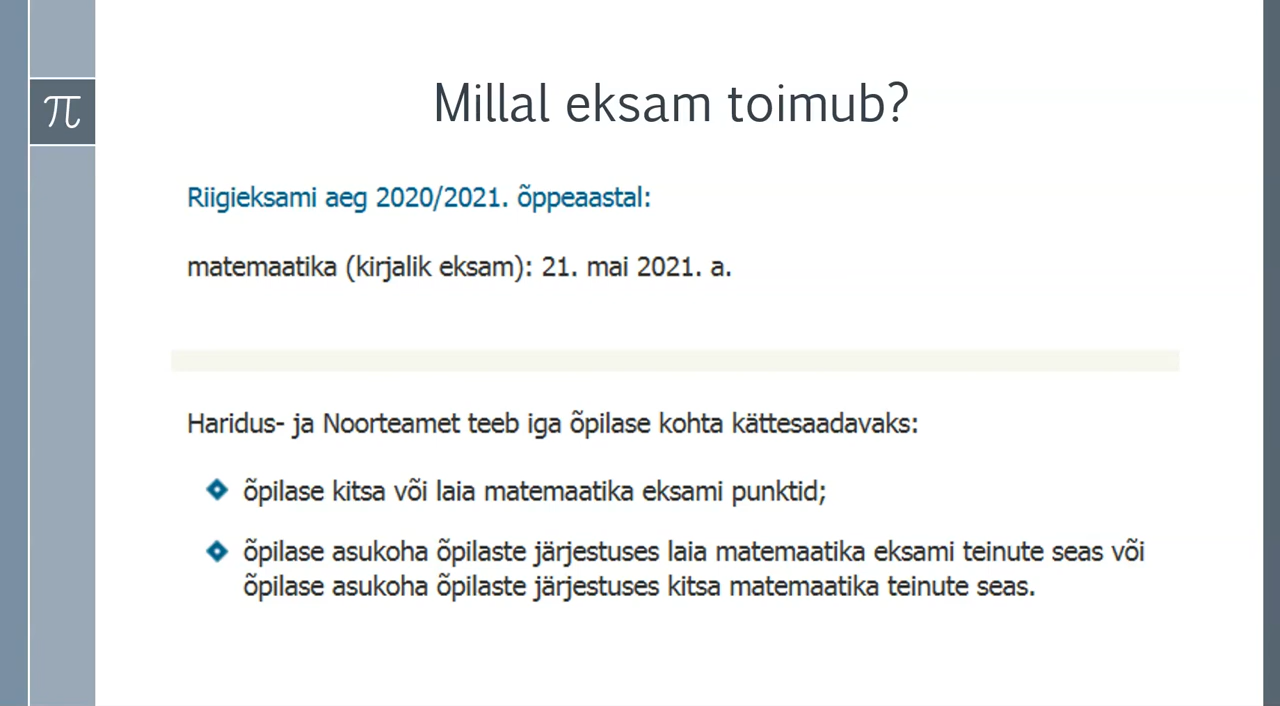 π
Millal eksam toimub?
Riigieksami aeg 2020/2021. õppeaastal:
matemaatika (kirjalik eksam): 21. mai 2021. a.
Haridus- ja Noorteamet teeb iga õpilase kohta kättesaadavaks:
õpilase kitsa või laia matemaatika eksami punktid;
õpilase asukoha õpilaste järjestuses laia matemaatika eksami teinute seas või
õpilase asukoha õpilaste järjestuses kitsa matemaatika teinute seas.